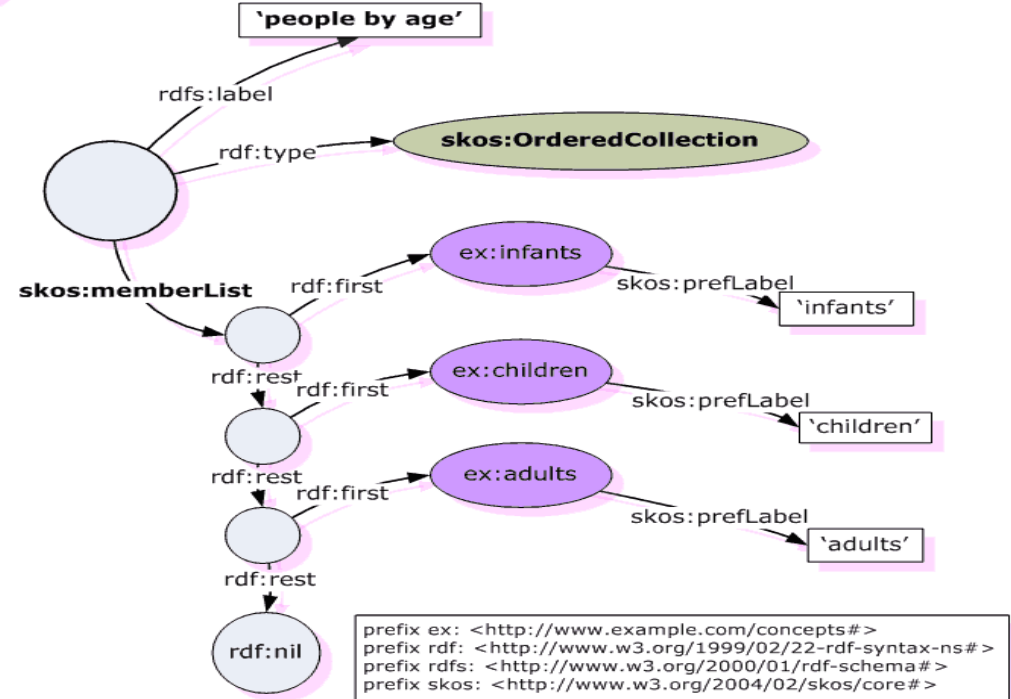 ‘people by age’
rdfs:label
skos:OrderedCollection
rdf:type
ex:infants
skos:memberList
rdf:first
skos:prefLabel
‘infants’
ex:children
rdf:rest
rdf:first
skos:prefLabel
‘children’
ex:adults
rdf:rest
rdf:first
skos:prefLabel
‘adults’
rdf:rest
rdf:nil
prefix ex: <http://www.example.com/concepts#>
prefix rdf: <http://www.w3.org/1999/02/22-rdf-syntax-ns#>
prefix rdfs: <http://www.w3.org/2000/01/rdf-schema#>
prefix skos: <http://www.w3.org/2004/02/skos/core#>